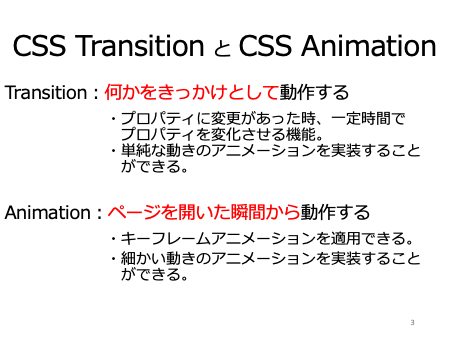 CSS Transition と CSS Animation
Transition：何かをきっかけとして動作する
・プロパティに変更があった時、一定時間で
プロパティを変化させる機能。
・単純な動きのアニメーションを実装すること
ができる。
Animation：ページを開いた瞬間から動作する
・キーフレームアニメーションを適用できる。
・細かい動きのアニメーションを実装すること
ができる。
3